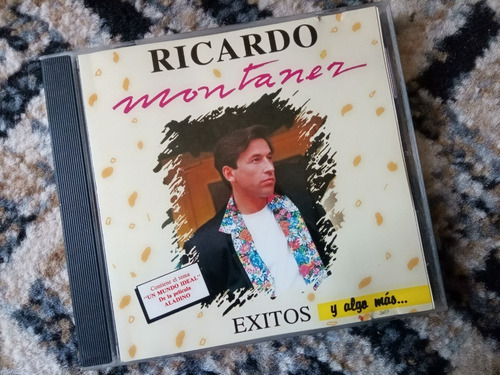 RICARDO
montaner
Contiene el tema
"UN MUNDO IDEAL"
De la película
ALADINO
EXITOS
y algo más...